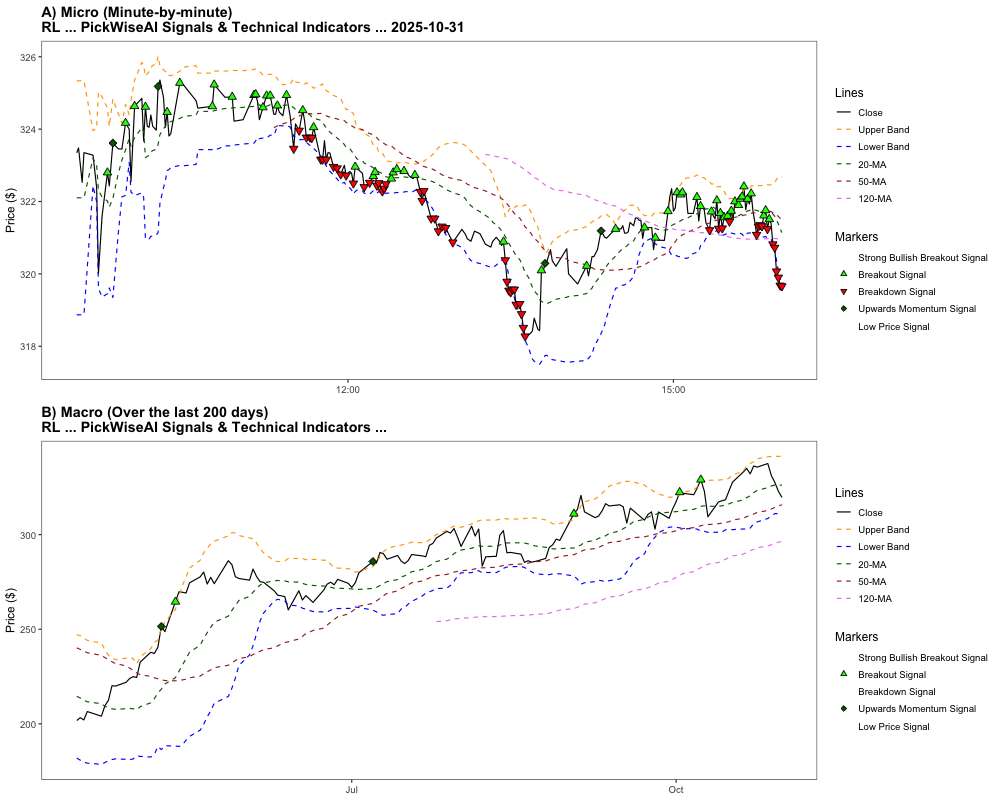 A) Micro (Minute-by-minute)
RL ... PickWiseAI Signals & Technical Indicators ... 2025-10-31
Price ($)
326
324
322
320
318
12:00
15:00
Lines
Close
Upper Band
Lower Band
20-MA
50-MA
120-MA
Markers
Strong Bullish Breakout Signal
Breakout Signal
Breakdown Signal
Upwards Momentum Signal
Low Price Signal
B) Macro (Over the last 200 days)
RL ... PickWiseAI Signals & Technical Indicators ...
Price ($)
300
250
200
Jul
Oct
Lines
Close
Upper Band
Lower Band
20-MA
50-MA
120-MA
Markers
Strong Bullish Breakout Signal
Breakout Signal
Breakdown Signal
Upwards Momentum Signal
Low Price Signal